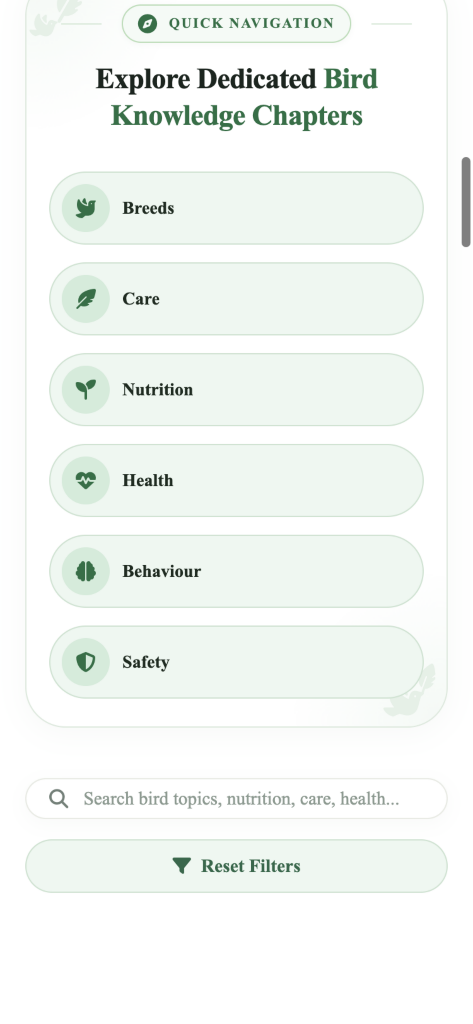 QUICK NAVIGATION
Explore Dedicated Bird
Knowledge Chapters
Breeds
Care
Nutrition
Health
Behaviour
Safety
Search bird topics, nutrition, care, health...
Reset Filters